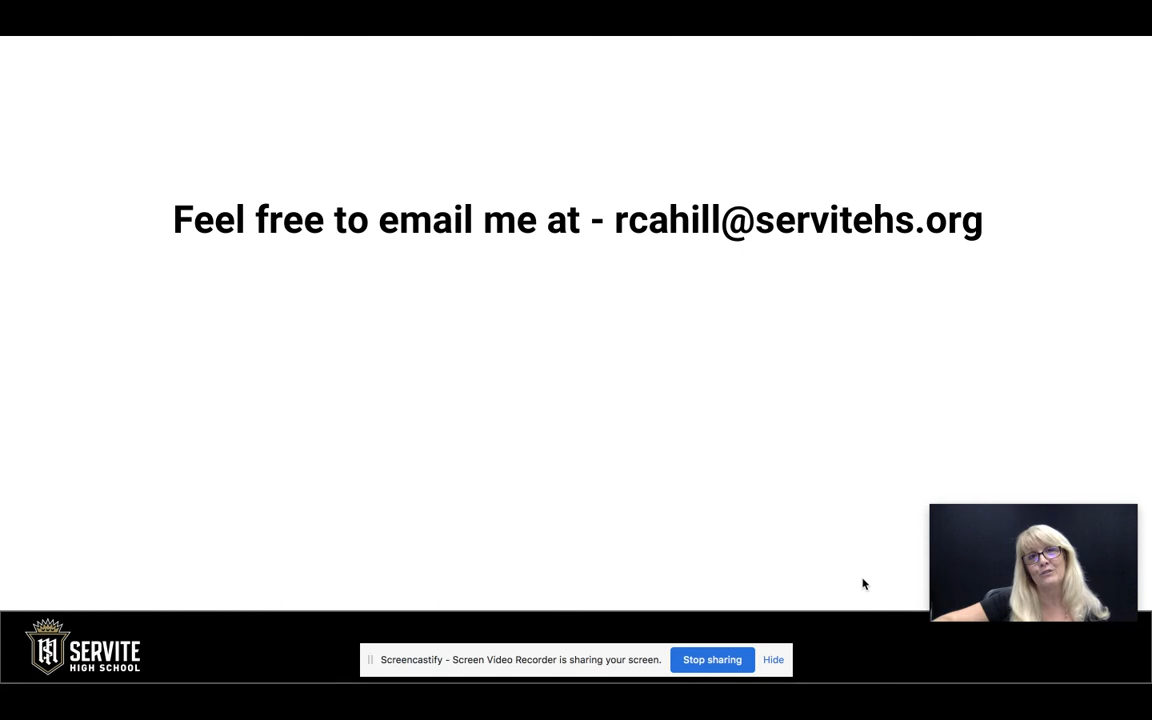 Feel free to email me at - rcahill@servitehs.org
SERVITE
HIGH SCHOOL
Screencastify - Screen Video Recorder is sharing your screen.
Stop sharing
Hide